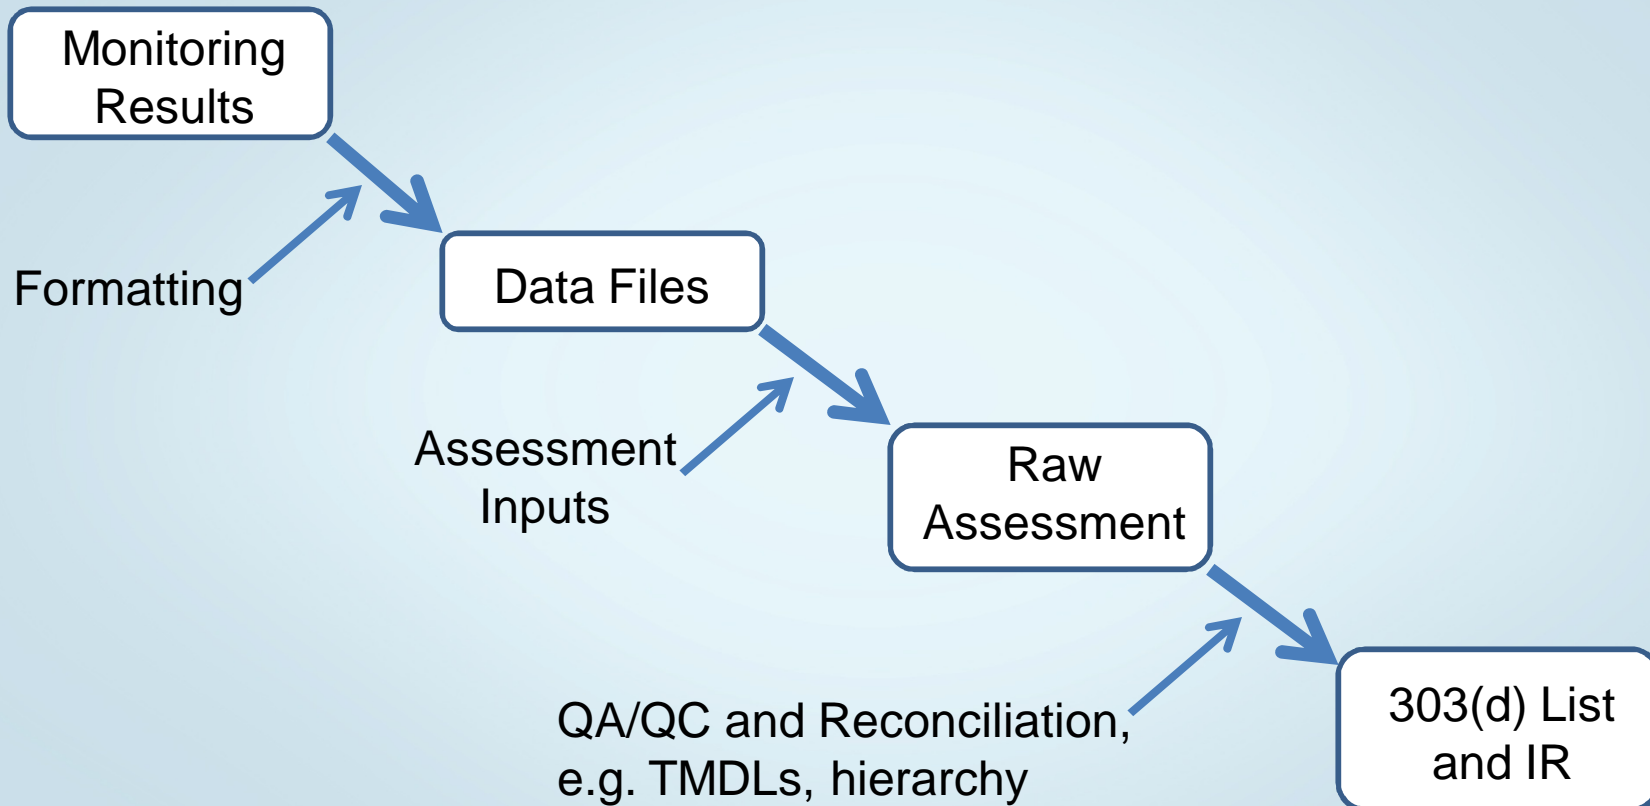 Monitoring
Results
Formatting
Data Files
Assessment
Inputs
Raw
Assessment
QA/QC and Reconciliation,
e.g. TMDLs, hierarchy
303(d) List
and IR